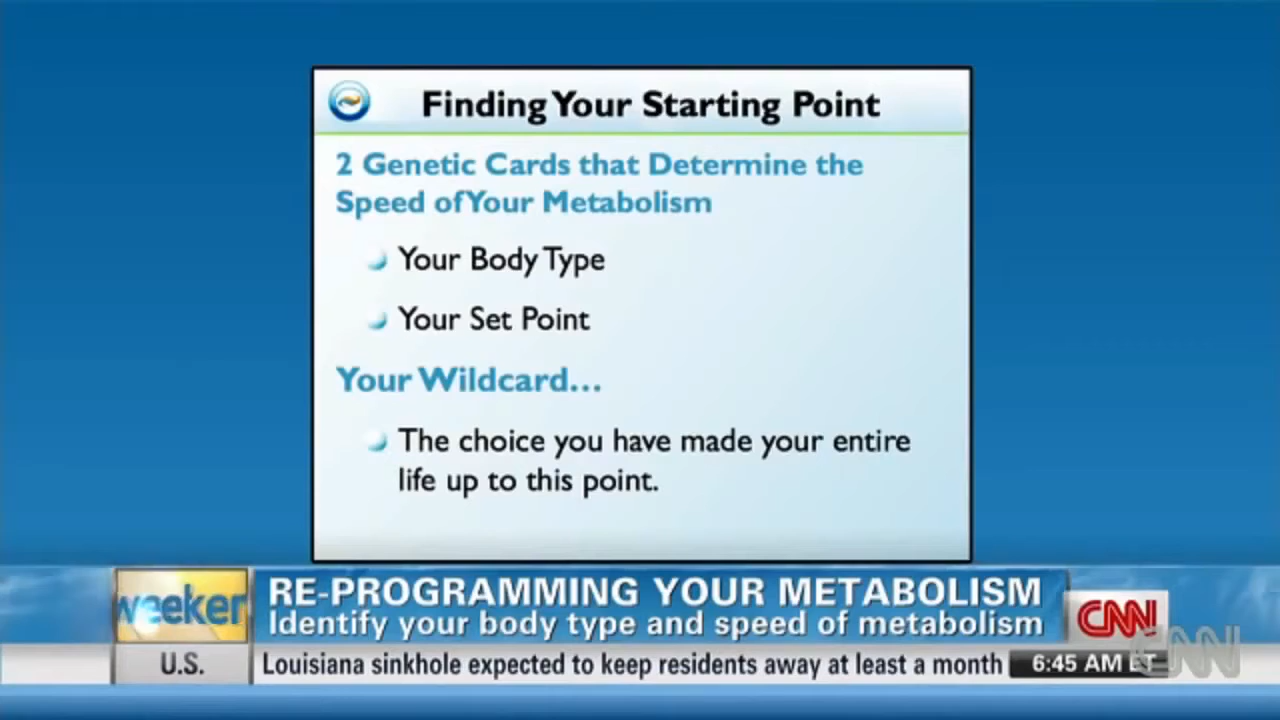 Finding Your Starting Point
2 Genetic Cards that Determine the
Speed of Your Metabolism
Your Body Type
Your Set Point
Your Wildcard...
The choice you have made your entire
life up to this point.
weeker
RE-PROGRAMMING YOUR METABOLISM
Identify your body type and speed of metabolism
CNN
U.S.
Louisiana sinkhole expected to keep residents away at least a month
6:45 AM ET
CNN